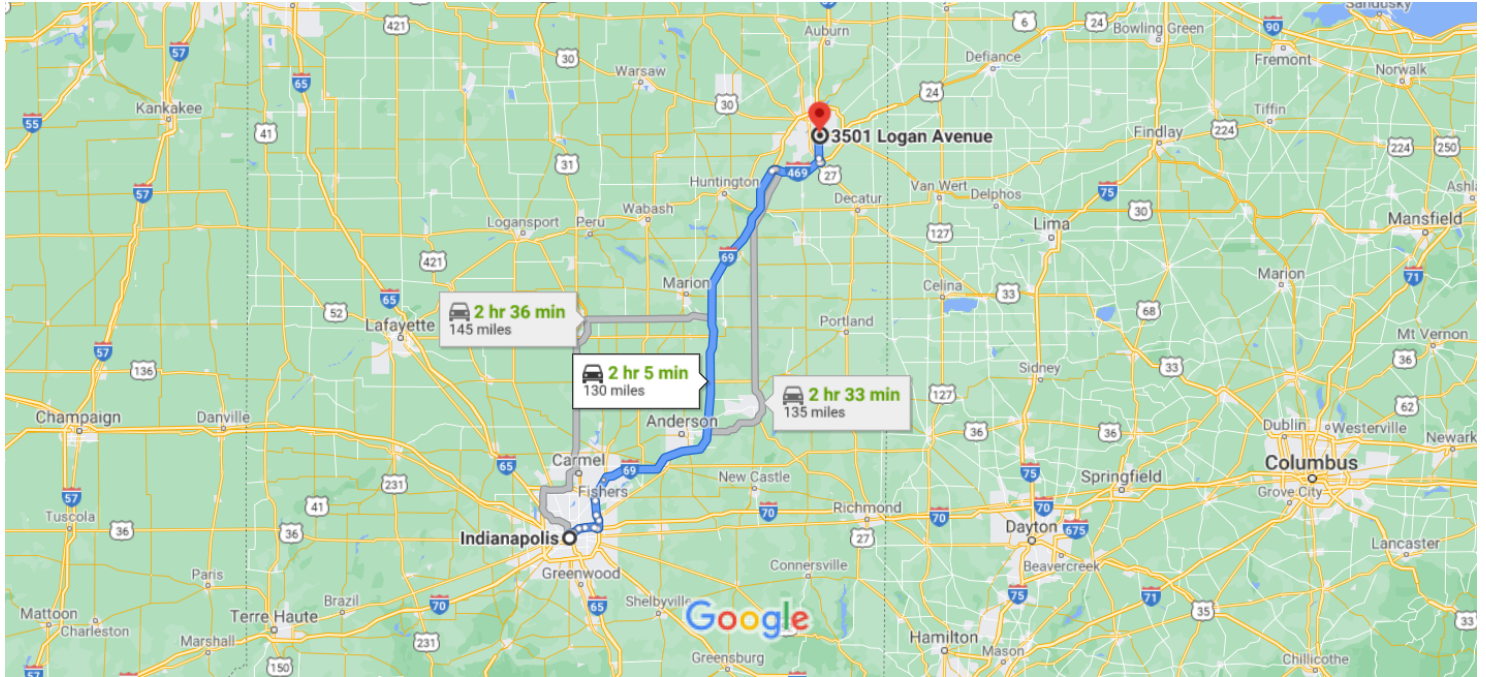 Sandusky
421
6
24
90
57
Auburn
Bowling Green
65
30
Defiance
Fremont
Warsaw
Norwalk
24
30
Kankakee
Tiffin
55
41
3501 Logan Avenue
Findlay
224
224
250
31
469
27
57
Huntington
Van Wert
Delphos
75
Decatur
30
Wabash
Mansfield
Logansport
Peru
Lima
127
69
421
71
Marion
Marion
Celina
33
65
2 hr 36 min
145 miles
52
Portland
68
Lafayette
Mt Vernon
57
36
2 hr 5 min
130 miles
Sidney
33
136
2 hr 33 min
135 miles
127
62
Champaign
Danville
Anderson
36
36
Dublin
Westerville
Newark
65
Carmel
69
Columbus
75
Springfield
231
Fishers
New Castle
Grove City
57
41
Richmond
70
70
70
Tuscola
36
36
Dayton
675
Indianapolis
27
Lancaster
Greenwood
Connersville
Beavercreek
Paris
75
71
Brazil
70
65
Shelbyville
35
Mattoon
Terre Haute
Google
33
Charleston
231
Hamilton
Marshall
Mason
150
Greensburg
Chillicothe
57